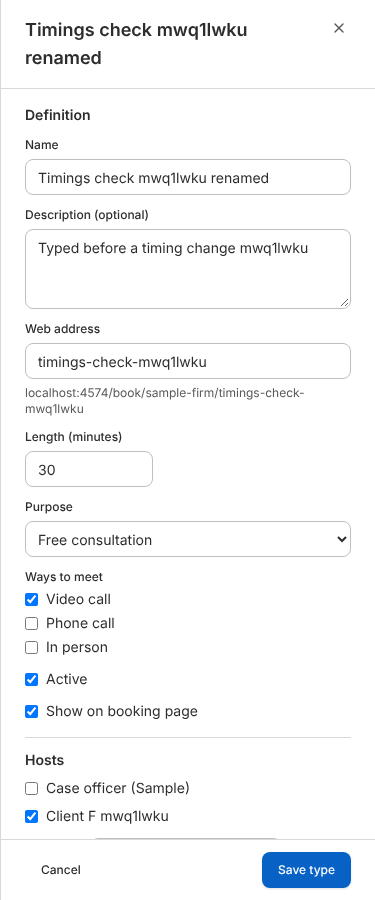 Timings check mwq1lwku
renamed
Definition
Name
Timings check mwq1lwku renamed
Description (optional)
Typed before a timing change mwq1lwku
Web address
timings-check-mwq1lwku
localhost:4574/book/sample-firm/timings-check-
mwq1lwku
Length (minutes)
30
Purpose
Free consultation
Ways to meet
Video call
Phone call
In person
Active
Show on booking page
Hosts
Case officer (Sample)
Client F mwq1lwku
Cancel
Save type